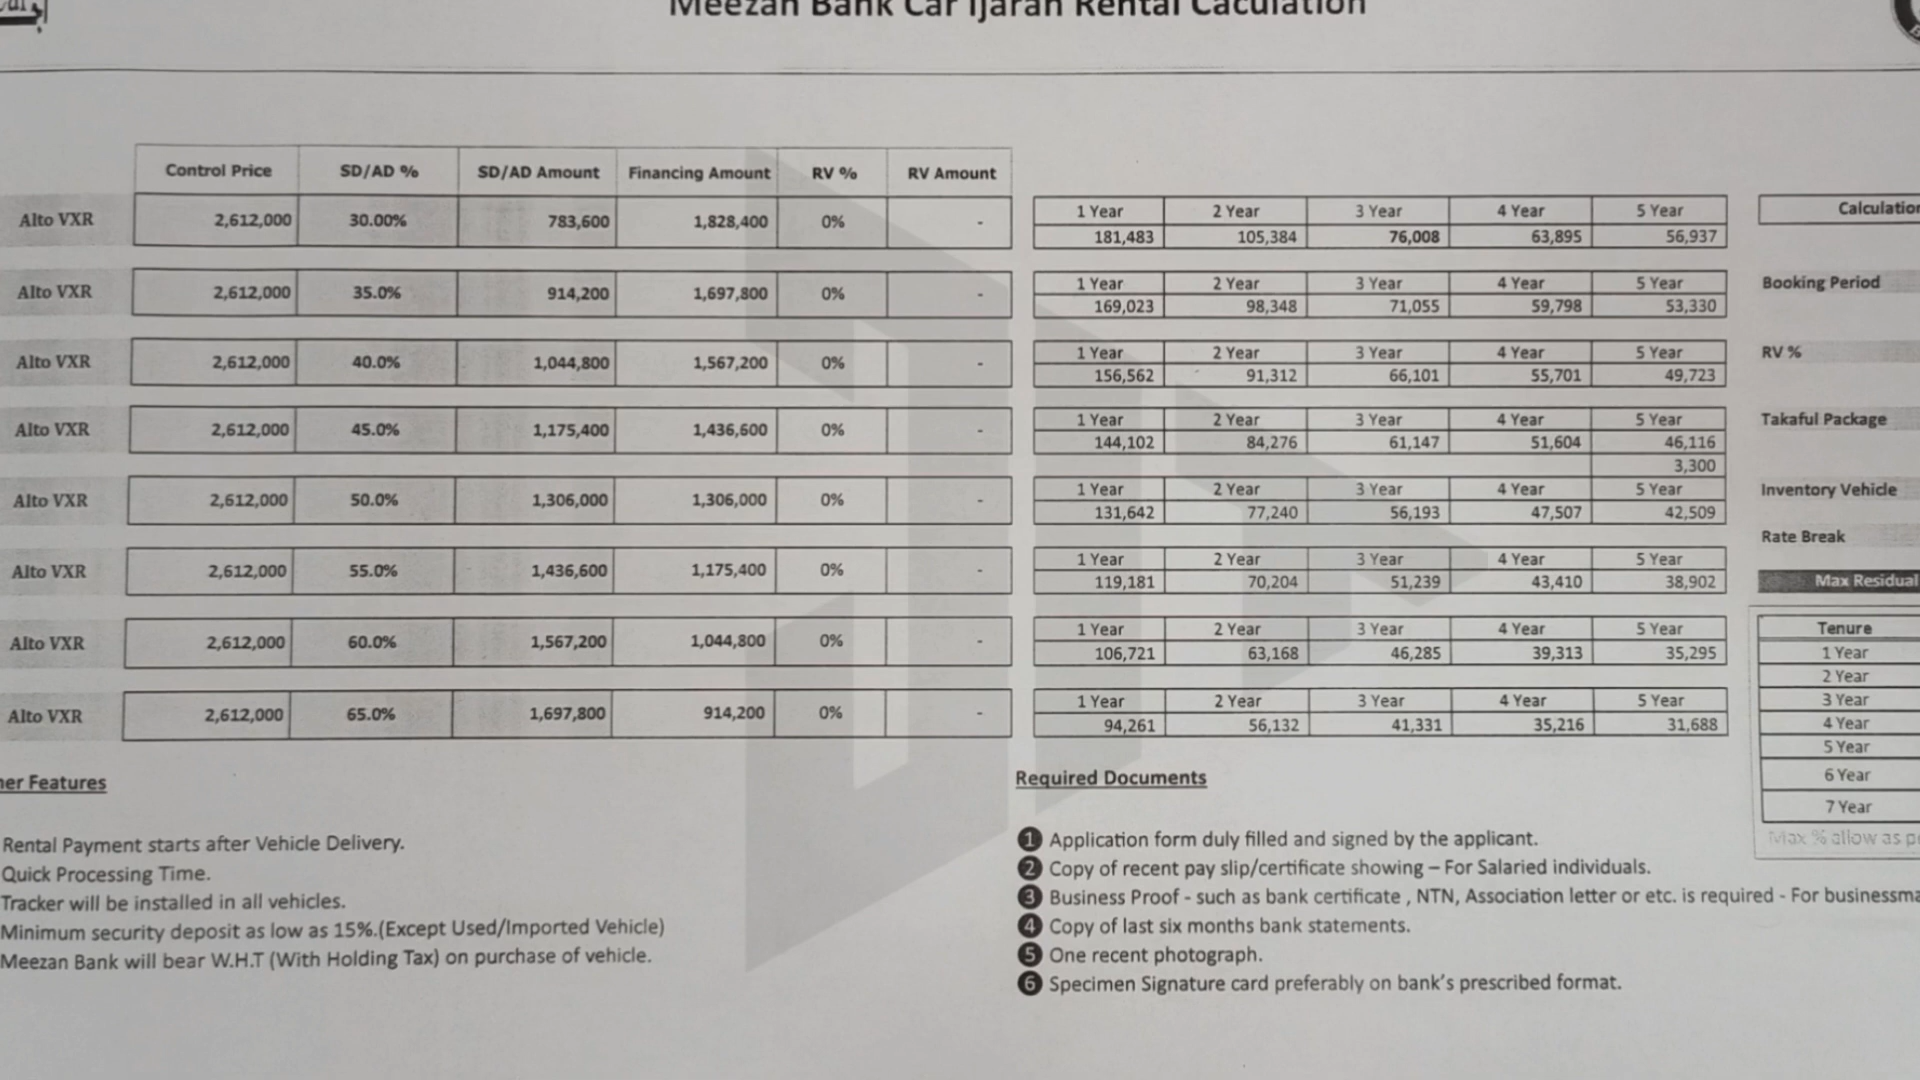 Meezan Bank Car Ijarah Rental Caculation
Control Price SD/AD % SD/AD Amount Financing Amount RV % RV Amount
Alto VXR 2,612,000 30.00% 783,600 1,828,400 0% -
1 Year 2 Year 3 Year 4 Year 5 Year
181,483 105,384 76,008 63,895 56,937
Alto VXR 2,612,000 35.0% 914,200 1,697,800 0% -
1 Year 2 Year 3 Year 4 Year 5 Year
169,023 98,348 71,055 59,798 53,330
Alto VXR 2,612,000 40.0% 1,044,800 1,567,200 0% -
1 Year 2 Year 3 Year 4 Year 5 Year
156,562 91,312 66,101 55,701 49,723
Alto VXR 2,612,000 45.0% 1,175,400 1,436,600 0% -
1 Year 2 Year 3 Year 4 Year 5 Year
144,102 84,276 61,147 51,604 46,116
3,300
Alto VXR 2,612,000 50.0% 1,306,000 1,306,000 0% -
1 Year 2 Year 3 Year 4 Year 5 Year
131,642 77,240 56,193 47,507 42,509
Alto VXR 2,612,000 55.0% 1,436,600 1,175,400 0% -
1 Year 2 Year 3 Year 4 Year 5 Year
119,181 70,204 51,239 43,410 38,902
Alto VXR 2,612,000 60.0% 1,567,200 1,044,800 0% -
1 Year 2 Year 3 Year 4 Year 5 Year
106,721 63,168 46,285 39,313 35,295
Alto VXR 2,612,000 65.0% 1,697,800 914,200 0% -
1 Year 2 Year 3 Year 4 Year 5 Year
94,261 56,132 41,331 35,216 31,688
Calculation
Booking Period
RV %
Takaful Package
Inventory Vehicle
Rate Break
Max Residual
Tenure
1 Year
2 Year
3 Year
4 Year
5 Year
6 Year
7 Year
Max % allow as
Features
Rental Payment starts after Vehicle Delivery.
Quick Processing Time.
Tracker will be installed in all vehicles.
Minimum security deposit as low as 15%.(Except Used/Imported Vehicle)
Meezan Bank will bear W.H.T (With Holding Tax) on purchase of vehicle.
Required Documents
1 Application form duly filled and signed by the applicant.
2 Copy of recent pay slip/certificate showing – For Salaried individuals.
3 Business Proof - such as bank certificate , NTN, Association letter or etc. is required - For businessma
4 Copy of last six months bank statements.
5 One recent photograph.
6 Specimen Signature card preferably on bank's prescribed format.